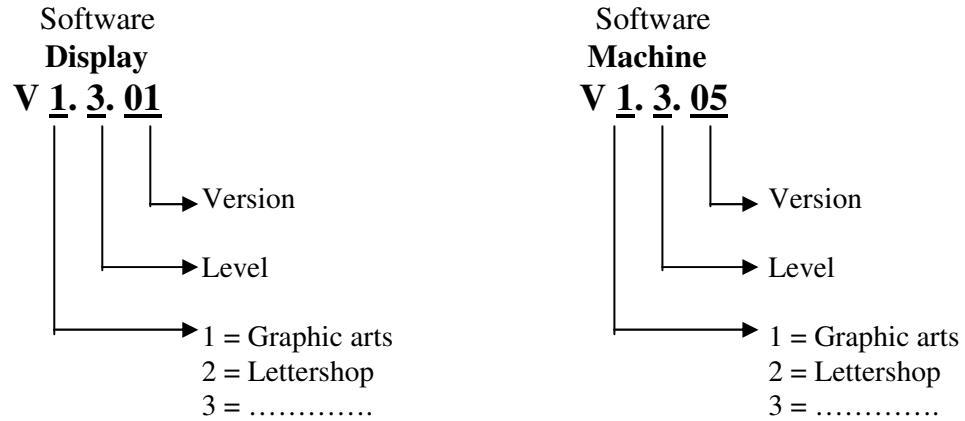 Software
Display
V 1. 3. 01
Version
Level
1 = Graphic arts
2 = Lettershop
3 = ………….
Software
Machine
V 1. 3. 05
Version
Level
1 = Graphic arts
2 = Lettershop
3 = ………….